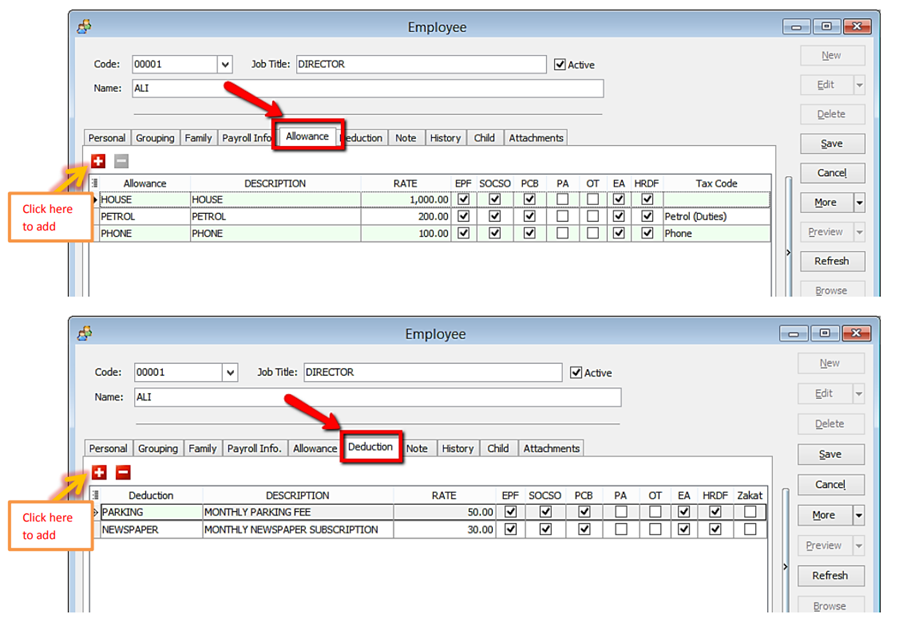 Employee
Code: 00001 Job Title: DIRECTOR Active
Name: ALI
New
Edit
Delete
Save
Cancel
More
Preview
Refresh
Browse
Personal Grouping Family Payroll Info Allowance Deduction Note History Child Attachments
Click here
to add
Allowance DESCRIPTION RATE EPF SOCSO PCB PA OT EA HRDF Tax Code
HOUSE HOUSE 1,000.00
PETROL PETROL 200.00 Petrol (Duties)
PHONE PHONE 100.00 Phone
Employee
Code: 00001 Job Title: DIRECTOR Active
Name: ALI
New
Edit
Delete
Save
Cancel
More
Preview
Refresh
Browse
Personal Grouping Family Payroll Info. Allowance Deduction Note History Child Attachments
Click here
to add
Deduction DESCRIPTION RATE EPF SOCSO PCB PA OT EA HRDF Zakat
PARKING MONTHLY PARKING FEE 50.00
NEWSPAPER MONTHLY NEWSPAPER SUBSCRIPTION 30.00